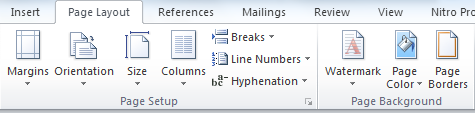 Insert Page Layout References Mailings Review View Nitro Pr
Breaks
Line Numbers
bc a- Hyphenation
Margins Orientation Size Columns Watermark Page Color Page Borders
Page Setup Page Background